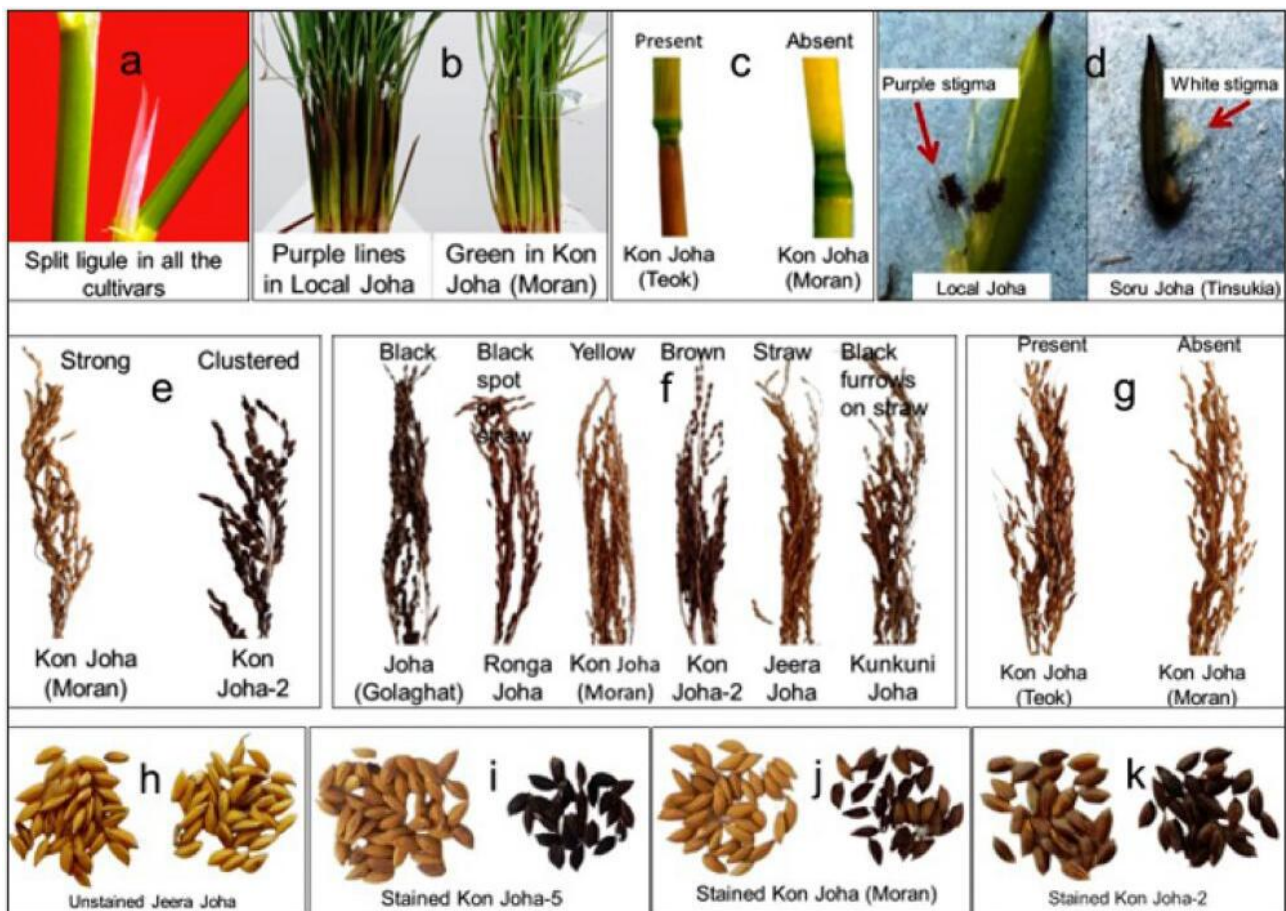 a
Split ligule in all the
cultivars
b
Purple lines
in Local Joha
Green in Kon
Joha (Moran)
Present
Absent
c
Kon Joha
(Teok)
Kon Joha
(Moran)
d
Purple stigma
White stigma
Local Joha
Soru Joha (Tinsukia)
Strong
Clustered
e
Kon Joha
(Moran)
Kon
Joha-2
Black
Black
spot
on
straw
Yellow
Brown
Straw
Black
furrows
on straw
f
Joha
(Golaghat)
Ronga
Joha
Kon Joha
(Moran)
Kon
Joha-2
Jeera
Joha
Kunkuni
Joha
Present
Absent
g
Kon Joha
(Teok)
Kon Joha
(Moran)
h
Unstained Jeera Joha
i
Stained Kon Joha-5
j
Stained Kon Joha (Moran)
k
Stained Kon Joha-2